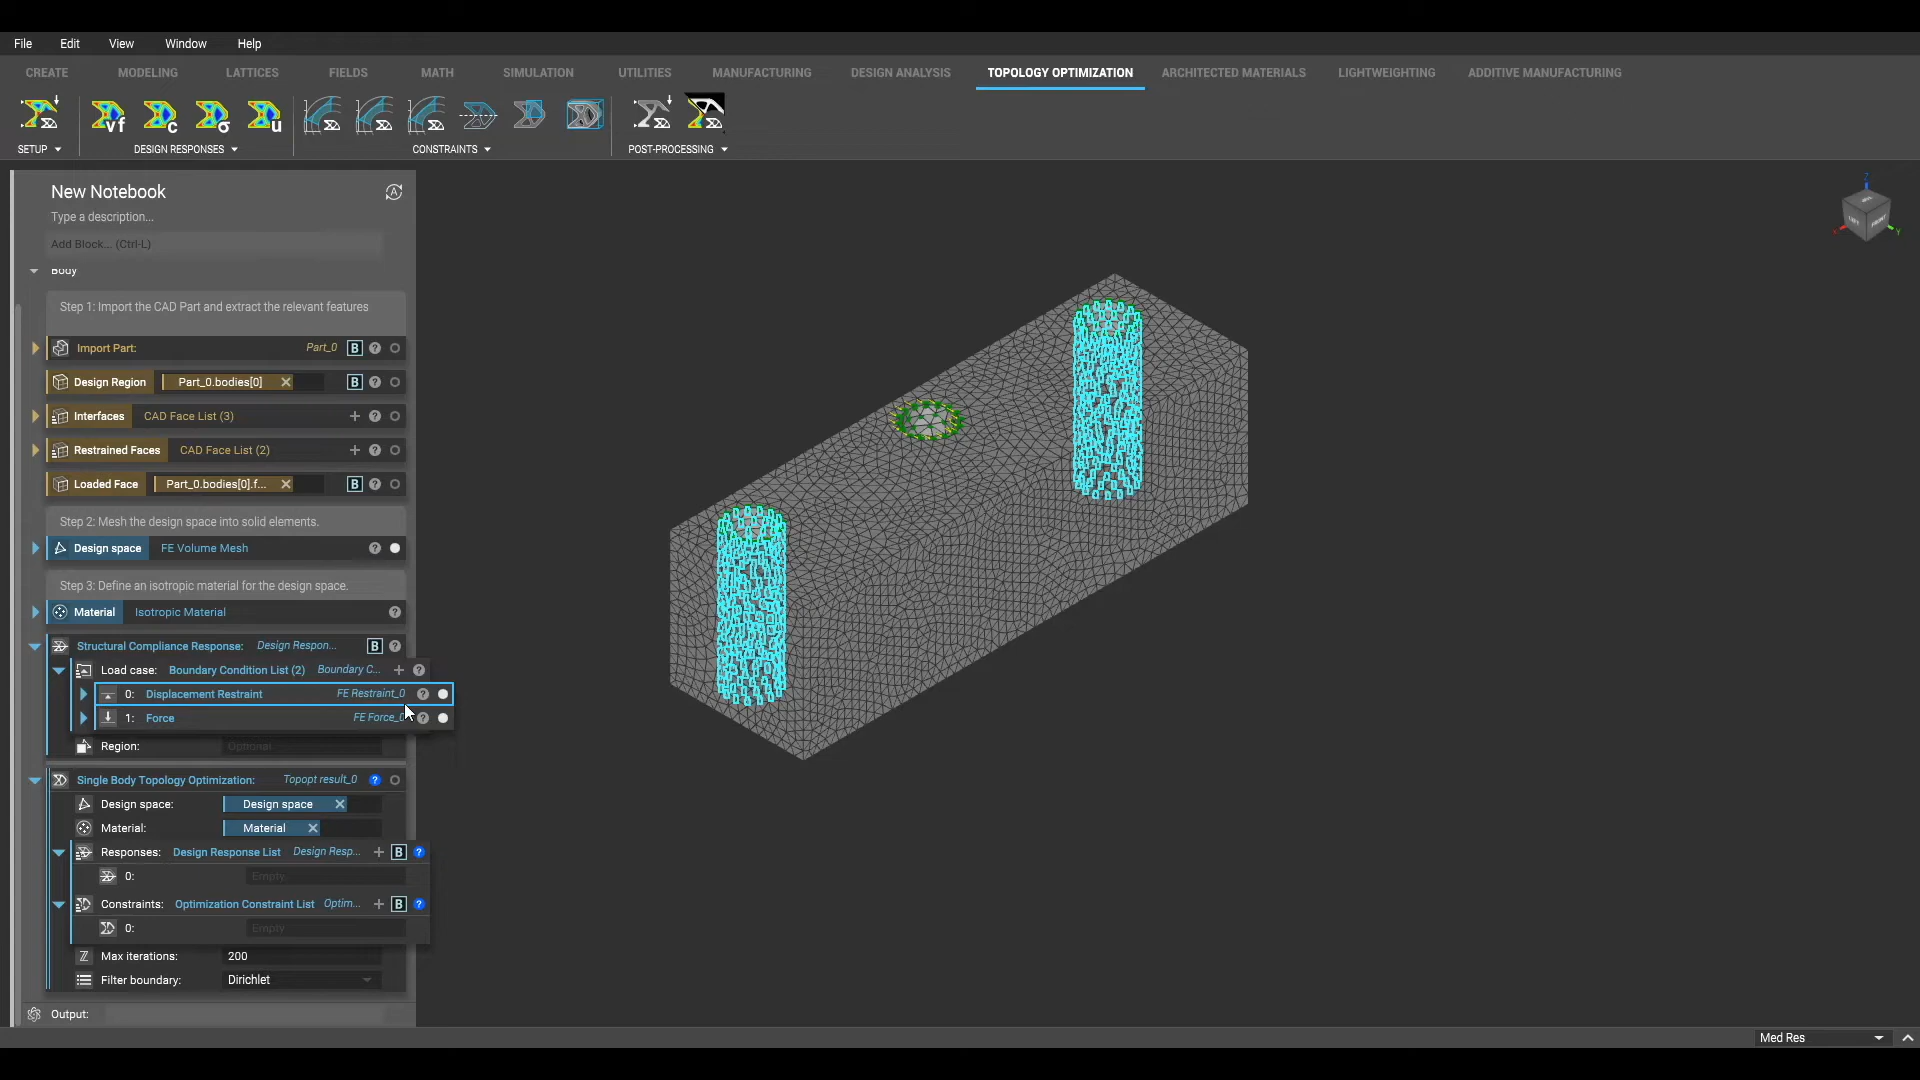 File Edit View Window Help
CREATE MODELING LATTICES FIELDS MATH SIMULATION UTILITIES MANUFACTURING DESIGN ANALYSIS TOPOLOGY OPTIMIZATION ARCHITECTED MATERIALS LIGHTWEIGHTING ADDITIVE MANUFACTURING
vf c σ u
SETUP DESIGN RESPONSES CONSTRAINTS POST-PROCESSING
New Notebook
Type a description...
Add Block... (Ctrl-L)
Body
Step 1: Import the CAD Part and extract the relevant features
Import Part: Part_0 B ?
Design Region Part_0.bodies[0] B ?
Interfaces CAD Face List (3) + ?
Restrained Faces CAD Face List (2) + ?
Loaded Face Part_0.bodies[0].f... B ?
Step 2: Mesh the design space into solid elements.
Design space FE Volume Mesh ?
Step 3: Define an isotropic material for the design space.
Material Isotropic Material ?
Structural Compliance Response: Design Respon... B ?
Load case: Boundary Condition List (2) Boundary C... + ?
0: Displacement Restraint FE Restraint_0 ?
1: Force FE Force_0 ?
Region: Optional
Single Body Topology Optimization: Topopt result_0 ?
Design space: Design space
Material: Material
Responses: Design Response List Design Resp... + B ?
0: Empty
Constraints: Optimization Constraint List Optim... + B ?
0: Empty
Max iterations: 200
Filter boundary: Dirichlet
Output:
Z
LEFT FRONT
X Y
Med Res